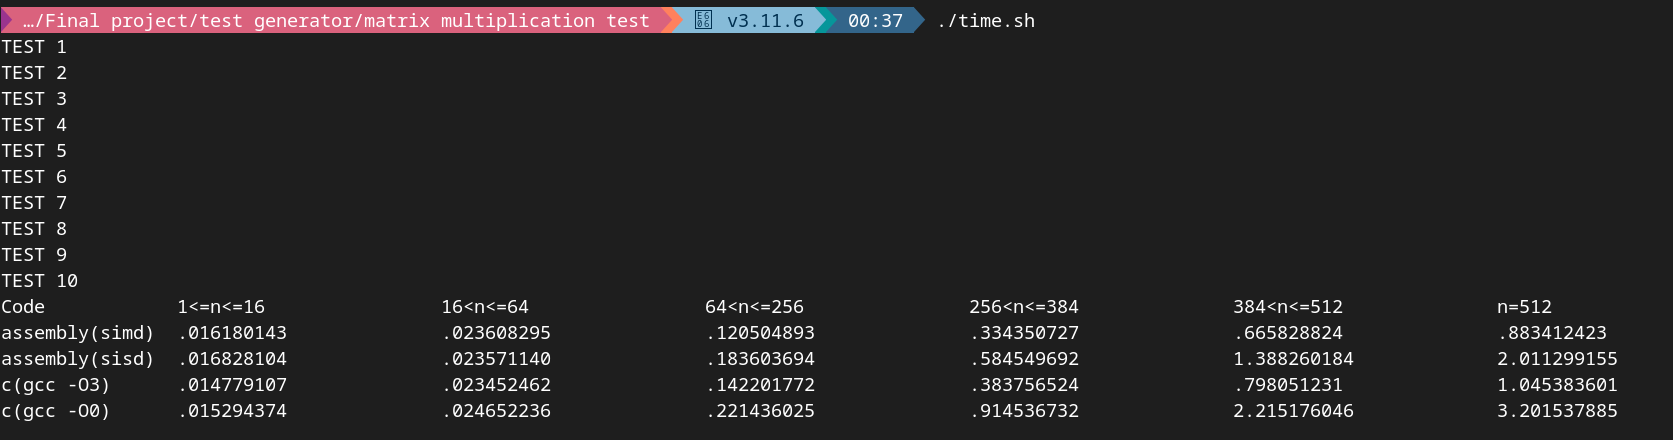 …/Final project/test generator/matrix multiplication test v3.11.6 00:37 ./time.sh
TEST 1
TEST 2
TEST 3
TEST 4
TEST 5
TEST 6
TEST 7
TEST 8
TEST 9
TEST 10
Code 1<=n<=16 16<n<=64 64<n<=256 256<n<=384 384<n<=512 n=512
assembly(simd) .016180143 .023608295 .120504893 .334350727 .665828824 .883412423
assembly(sisd) .016828104 .023571140 .183603694 .584549692 1.388260184 2.011299155
c(gcc -O3) .014779107 .023452462 .142201772 .383756524 .798051231 1.045383601
c(gcc -O0) .015294374 .024652236 .221436025 .914536732 2.215176046 3.201537885